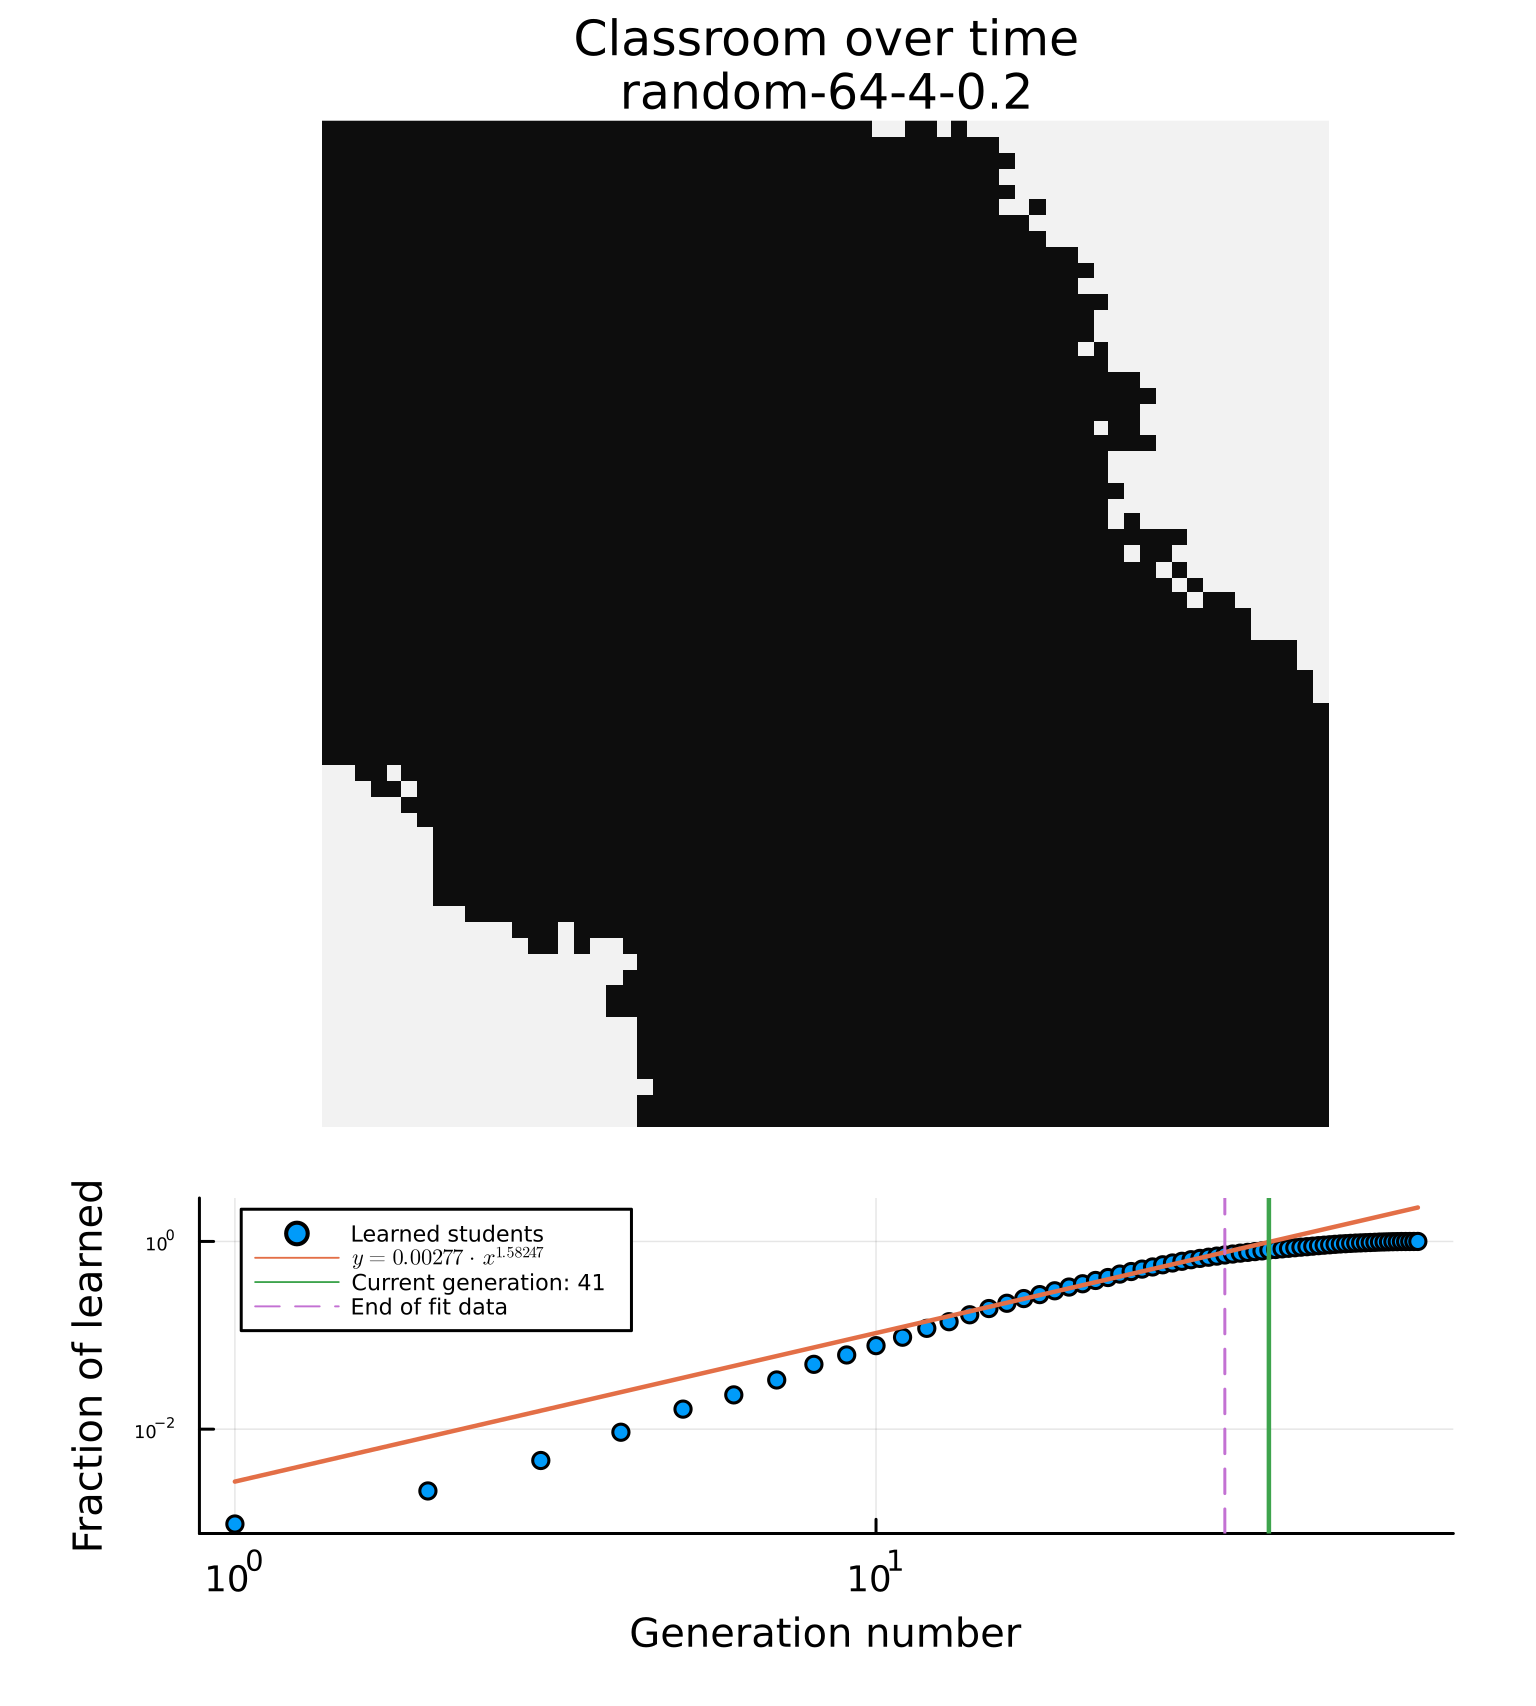 Classroom over time
random-64-4-0.2
Fraction of learned
10⁰
10⁻²
Learned students
y = 0.00277 · x^1.58247
Current generation: 41
End of fit data
10⁰
10¹
Generation number